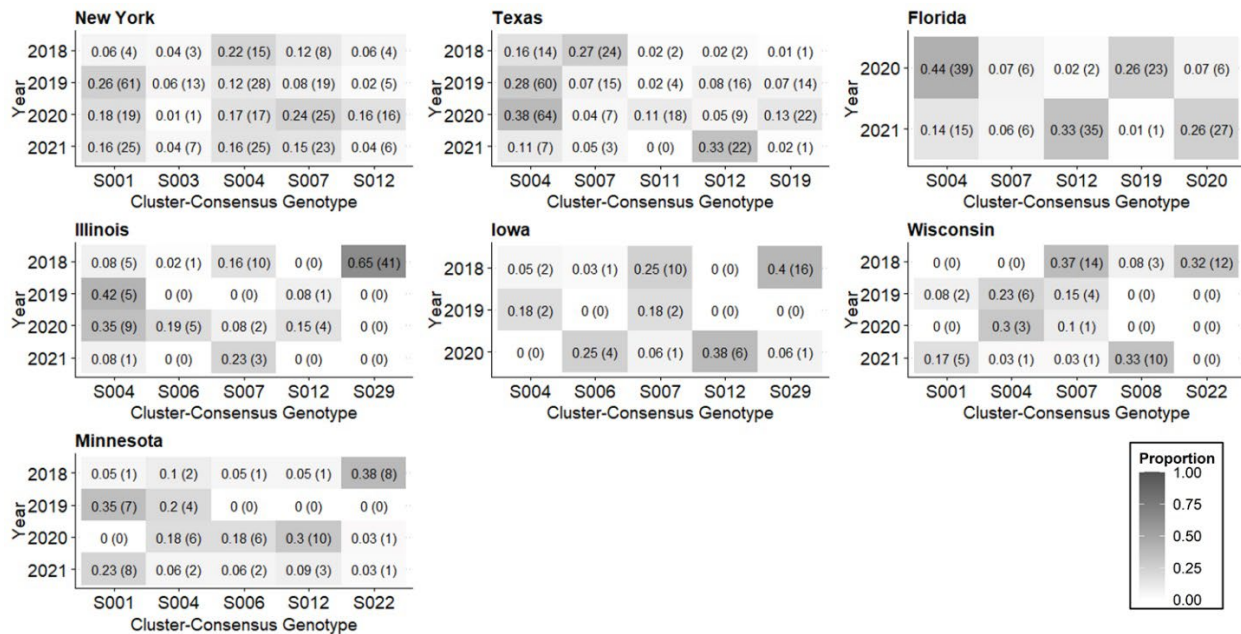 New York
2018 0.06 (4) 0.04 (3) 0.22 (15) 0.12 (8) 0.06 (4)
2019 0.26 (61) 0.06 (13) 0.12 (28) 0.08 (19) 0.02 (5)
2020 0.18 (19) 0.01 (1) 0.17 (17) 0.24 (25) 0.16 (16)
2021 0.16 (25) 0.04 (7) 0.16 (25) 0.15 (23) 0.04 (6)
Year
S001 S003 S004 S007 S012
Cluster-Consensus Genotype
Texas
2018 0.16 (14) 0.27 (24) 0.02 (2) 0.02 (2) 0.01 (1)
2019 0.28 (60) 0.07 (15) 0.02 (4) 0.08 (16) 0.07 (14)
2020 0.38 (64) 0.04 (7) 0.11 (18) 0.05 (9) 0.13 (22)
2021 0.11 (7) 0.05 (3) 0 (0) 0.33 (22) 0.02 (1)
Year
S004 S007 S011 S012 S019
Cluster-Consensus Genotype
Florida
2020 0.44 (39) 0.07 (6) 0.02 (2) 0.26 (23) 0.07 (6)
2021 0.14 (15) 0.06 (6) 0.33 (35) 0.01 (1) 0.26 (27)
Year
S004 S007 S012 S019 S020
Cluster-Consensus Genotype
Illinois
2018 0.08 (5) 0.02 (1) 0.16 (10) 0 (0) 0.65 (41)
2019 0.42 (5) 0 (0) 0 (0) 0.08 (1) 0 (0)
2020 0.35 (9) 0.19 (5) 0.08 (2) 0.15 (4) 0 (0)
2021 0.08 (1) 0 (0) 0.23 (3) 0 (0) 0 (0)
Year
S004 S006 S007 S012 S029
Cluster-Consensus Genotype
Iowa
2018 0.05 (2) 0.03 (1) 0.25 (10) 0 (0) 0.4 (16)
2019 0.18 (2) 0 (0) 0.18 (2) 0 (0) 0 (0)
2020 0 (0) 0.25 (4) 0.06 (1) 0.38 (6) 0.06 (1)
Year
S004 S006 S007 S012 S029
Cluster-Consensus Genotype
Wisconsin
2018 0 (0) 0 (0) 0.37 (14) 0.08 (3) 0.32 (12)
2019 0.08 (2) 0.23 (6) 0.15 (4) 0 (0) 0 (0)
2020 0 (0) 0.3 (3) 0.1 (1) 0 (0) 0 (0)
2021 0.17 (5) 0.03 (1) 0.03 (1) 0.33 (10) 0 (0)
Year
S001 S004 S007 S008 S022
Cluster-Consensus Genotype
Minnesota
2018 0.05 (1) 0.1 (2) 0.05 (1) 0.05 (1) 0.38 (8)
2019 0.35 (7) 0.2 (4) 0 (0) 0 (0) 0 (0)
2020 0 (0) 0.18 (6) 0.18 (6) 0.3 (10) 0.03 (1)
2021 0.23 (8) 0.06 (2) 0.06 (2) 0.09 (3) 0.03 (1)
Year
S001 S004 S006 S012 S022
Cluster-Consensus Genotype
Proportion
1.00
0.75
0.50
0.25
0.00